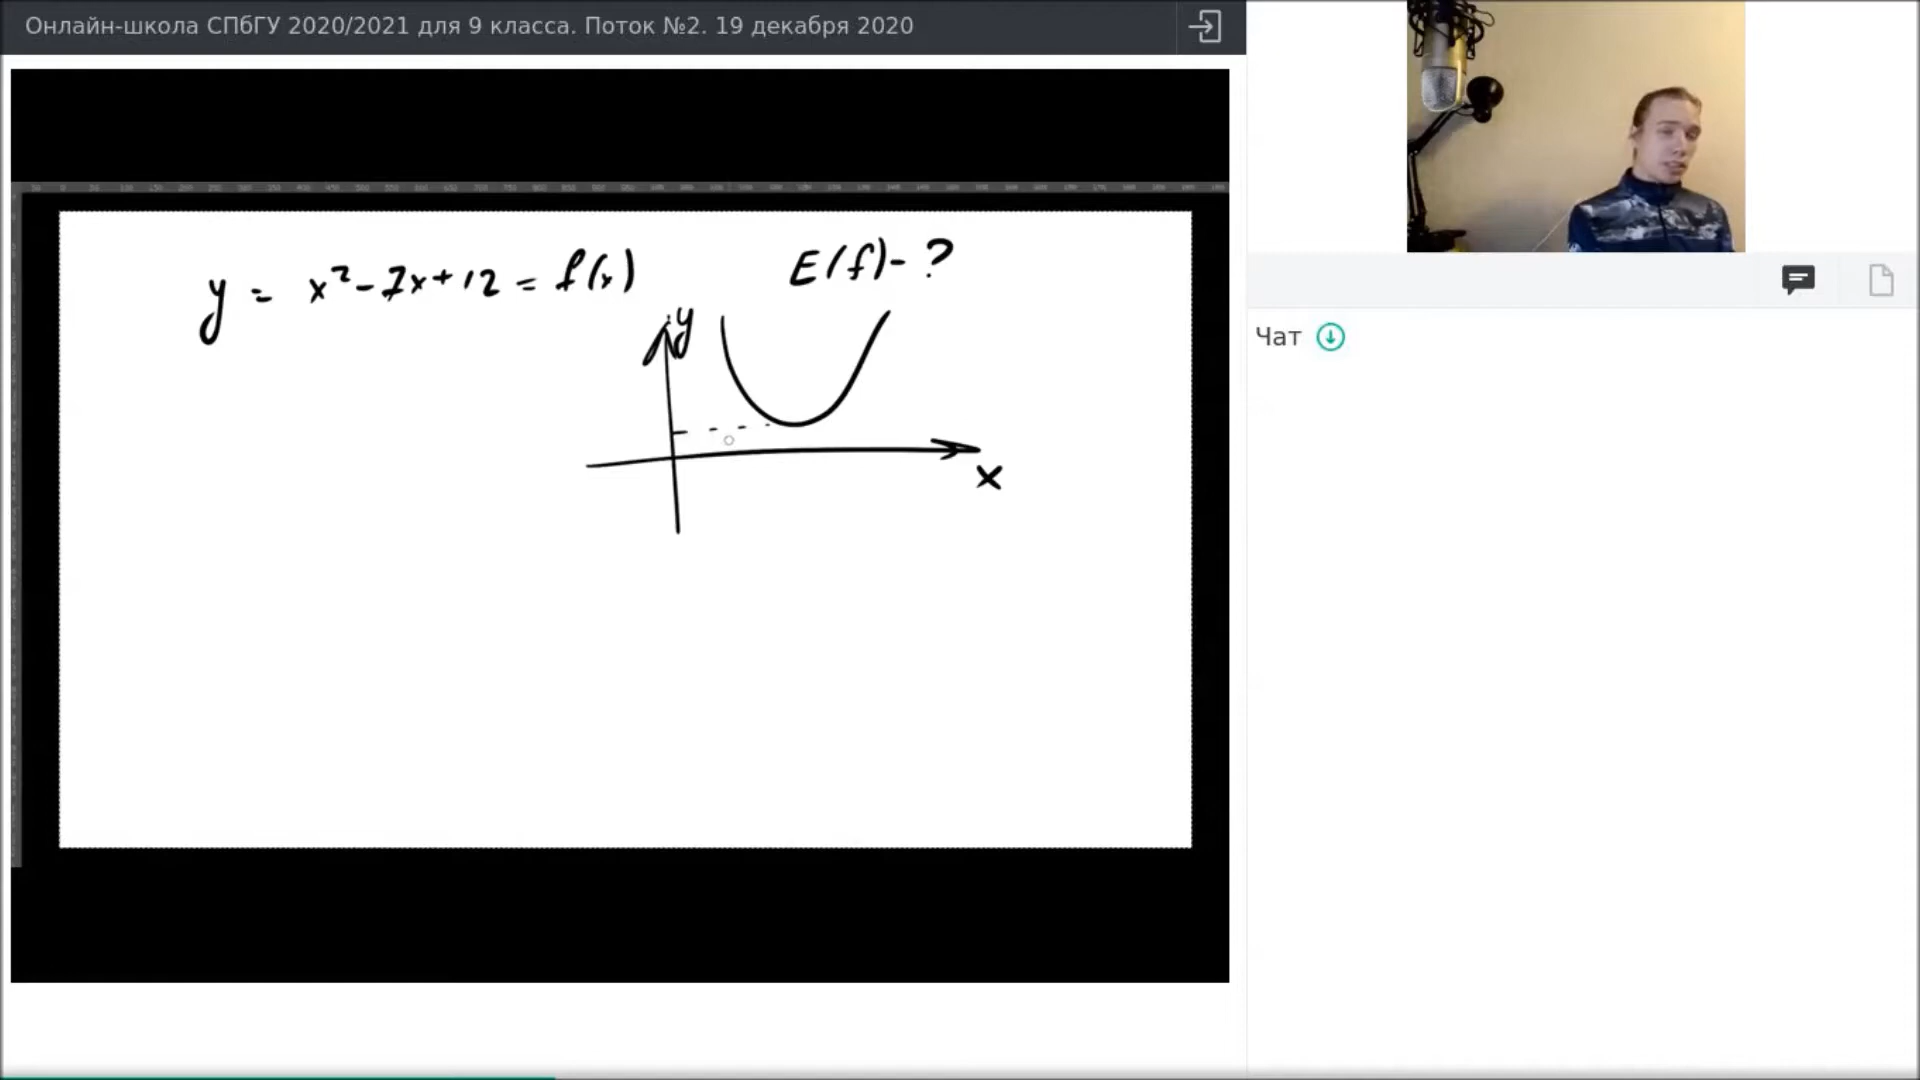 Онлайн-школа СПбГУ 2020/2021 для 9 класса. Поток №2. 19 декабря 2020
y = x² - 7x + 12 = f(x)
E(f) - ?
y
x
Чат